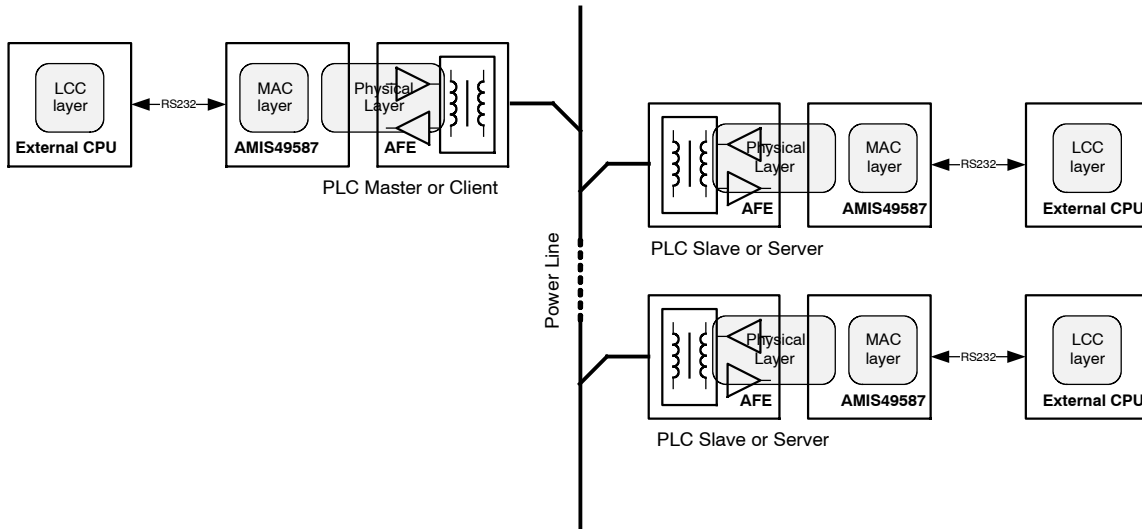 LCC
layer
External CPU
RS232
MAC
layer
AMIS49587
Physical
Layer
AFE
PLC Master or Client
Power Line
Physical
Layer
AFE
MAC
layer
AMIS49587
RS232
LCC
layer
External CPU
PLC Slave or Server
Physical
Layer
AFE
MAC
layer
AMIS49587
RS232
LCC
layer
External CPU
PLC Slave or Server